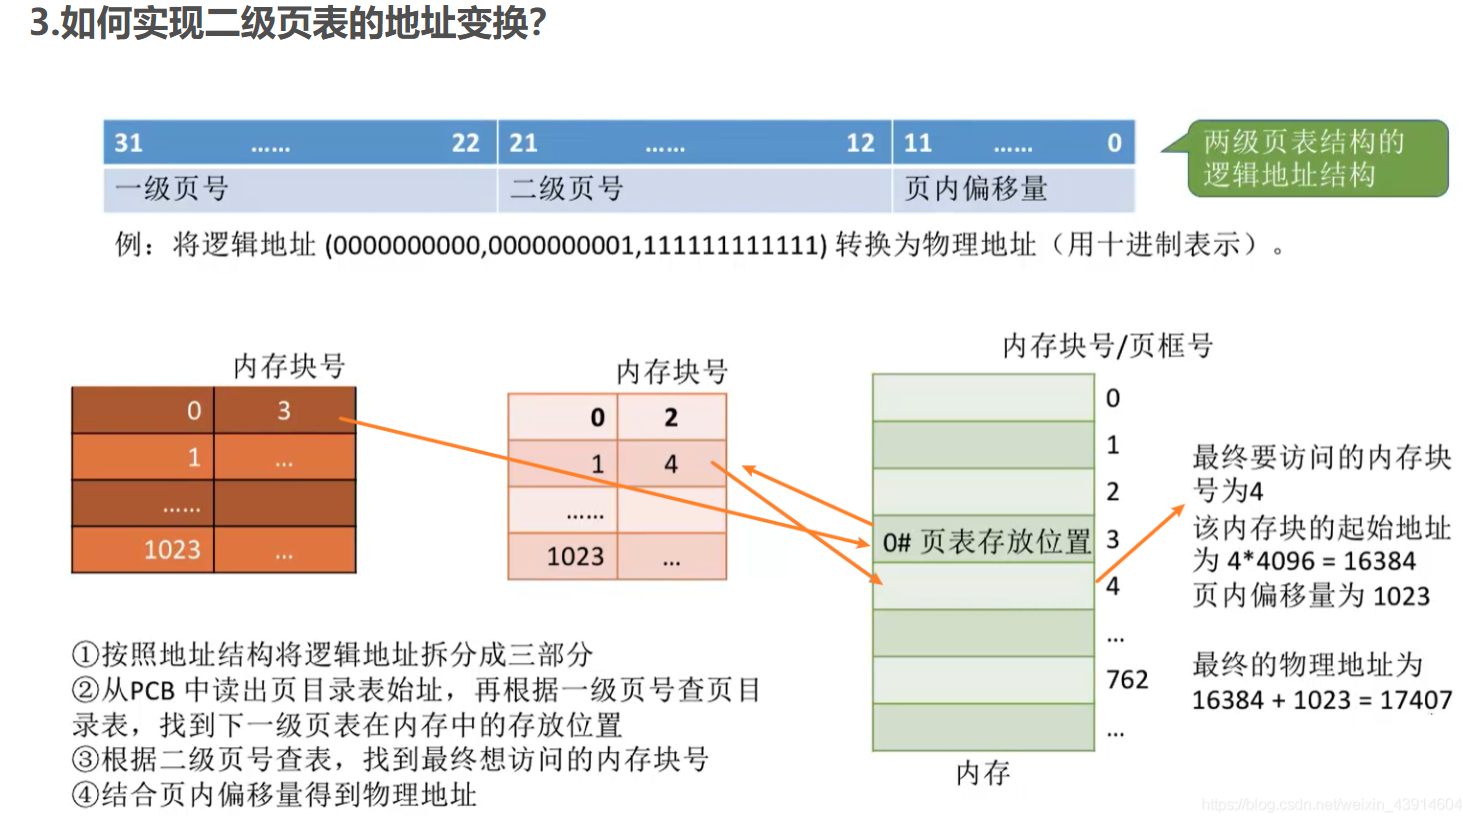 3.如何实现二级页表的地址变换？
31 …… 22 21 …… 12 11 …… 0
一级页号 二级页号 页内偏移量
两级页表结构的
逻辑地址结构
例：将逻辑地址 (0000000000,0000000001,111111111111) 转换为物理地址（用十进制表示）。
内存块号
0 3
1 ...
……
1023 ...
内存块号
0 2
1 4
……
1023 ...
内存块号/页框号
0
1
2
0# 页表存放位置 3
4
...
762
...
内存
最终要访问的内存块
号为4
该内存块的起始地址
为 4*4096 = 16384
页内偏移量为 1023
最终的物理地址为
16384 + 1023 = 17407
①按照地址结构将逻辑地址拆分成三部分
②从PCB 中读出页目录表始址，再根据一级页号查页目
录表，找到下一级页表在内存中的存放位置
③根据二级页号查表，找到最终想访问的内存块号
④结合页内偏移量得到物理地址
https://blog.csdn.net/weixin_43914604